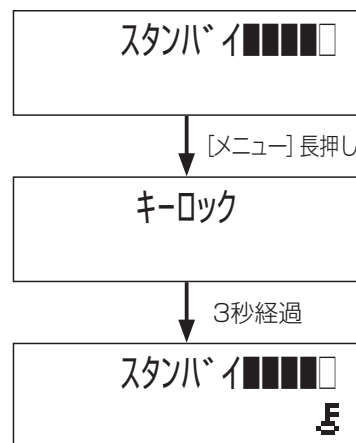 スタンバイ■■■■□
[メニュー]長押し
キーロック
3秒経過
スタンバイ■■■■□